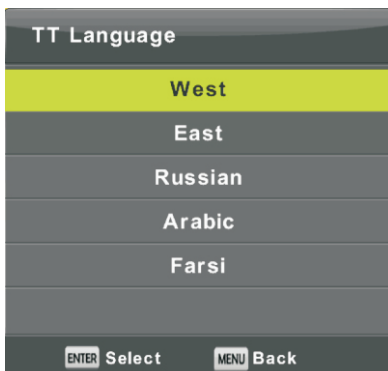 TT Language
West
East
Russian
Arabic
Farsi
ENTER Select MENU Back